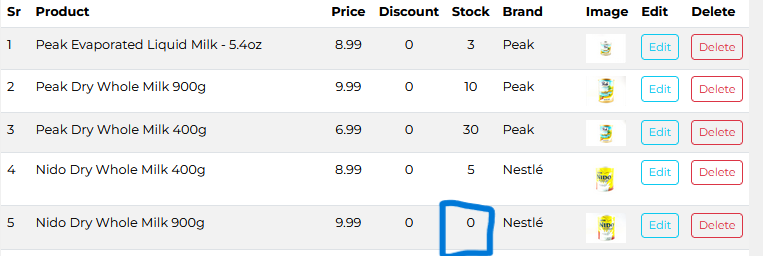 Sr Product Price Discount Stock Brand Image Edit Delete
1 Peak Evaporated Liquid Milk - 5.4oz 8.99 0 3 Peak Edit Delete
2 Peak Dry Whole Milk 900g 9.99 0 10 Peak Edit Delete
3 Peak Dry Whole Milk 400g 6.99 0 30 Peak Edit Delete
4 Nido Dry Whole Milk 400g 8.99 0 5 Nestlé Edit Delete
5 Nido Dry Whole Milk 900g 9.99 0 0 Nestlé Edit Delete